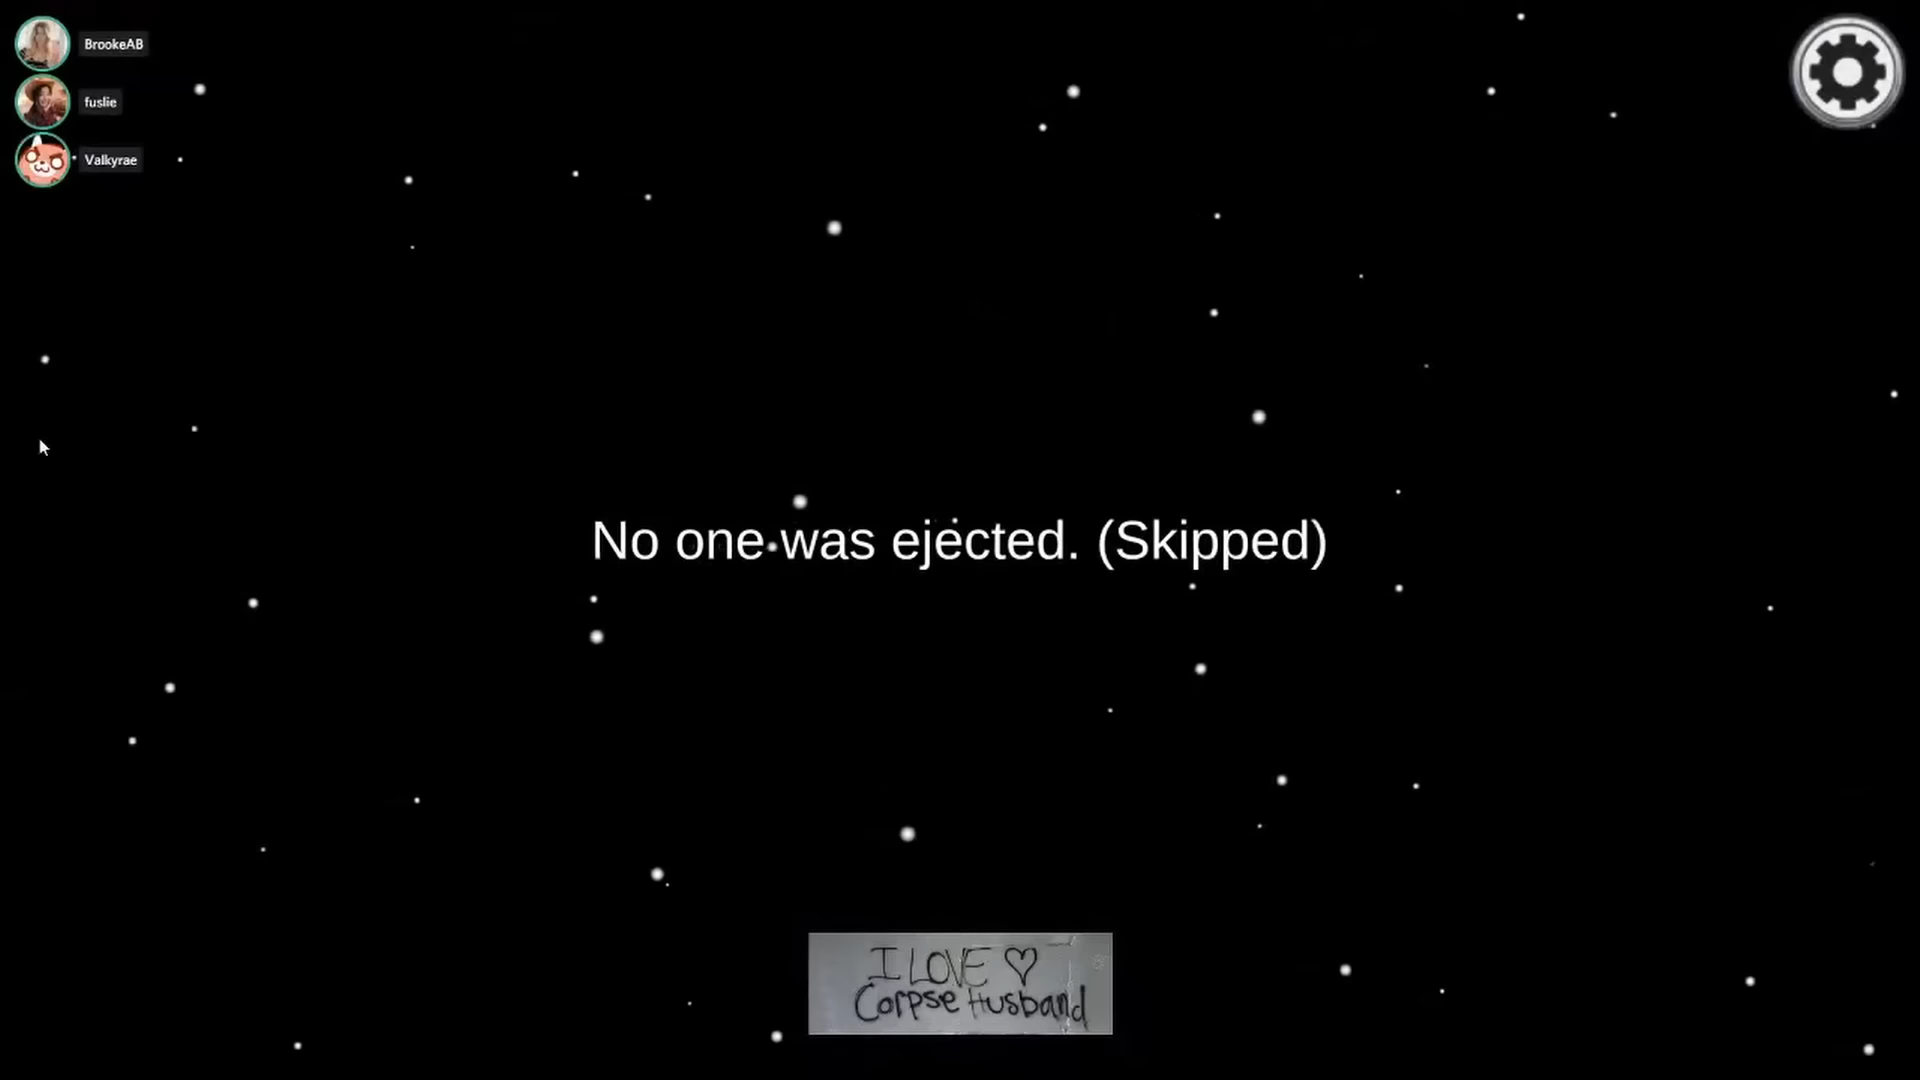 BrookeAB
fuslie
Valkyrae
No one was ejected. (Skipped)
I LOVE ♡
Corpse Husband